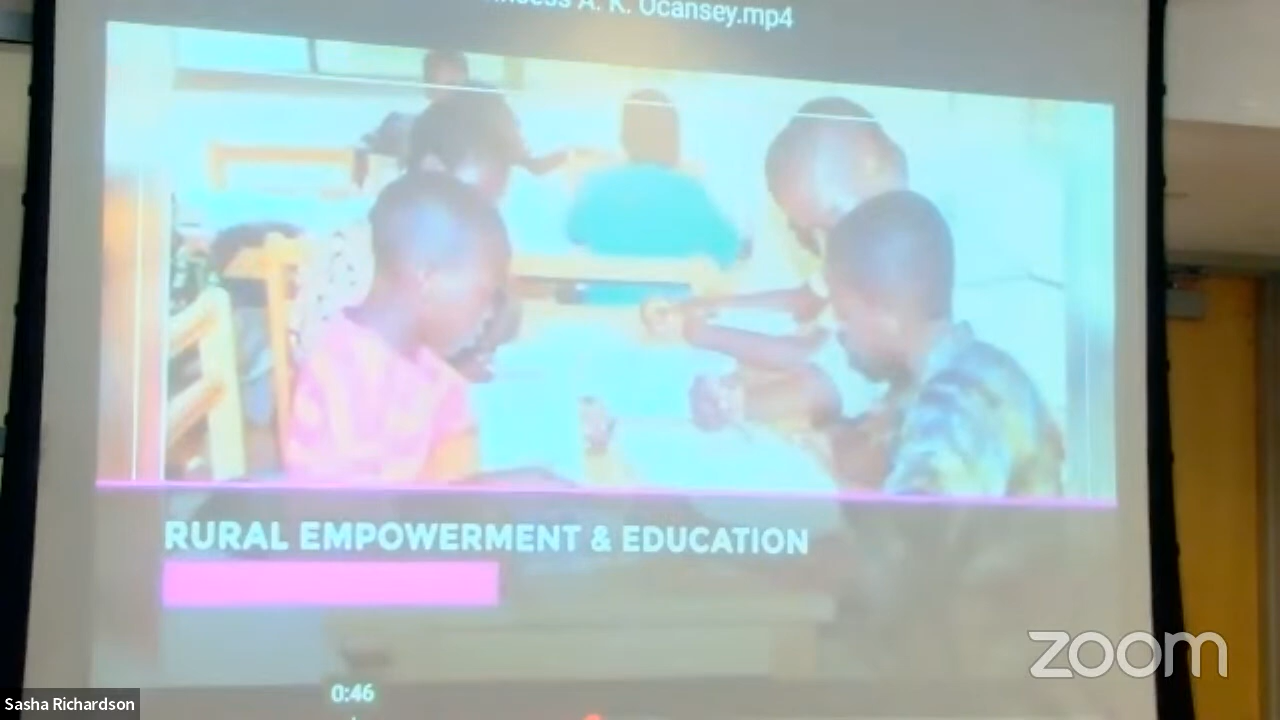 A. K. Ocansey.mp4
RURAL EMPOWERMENT & EDUCATION
0:46
zoom
Sasha Richardson